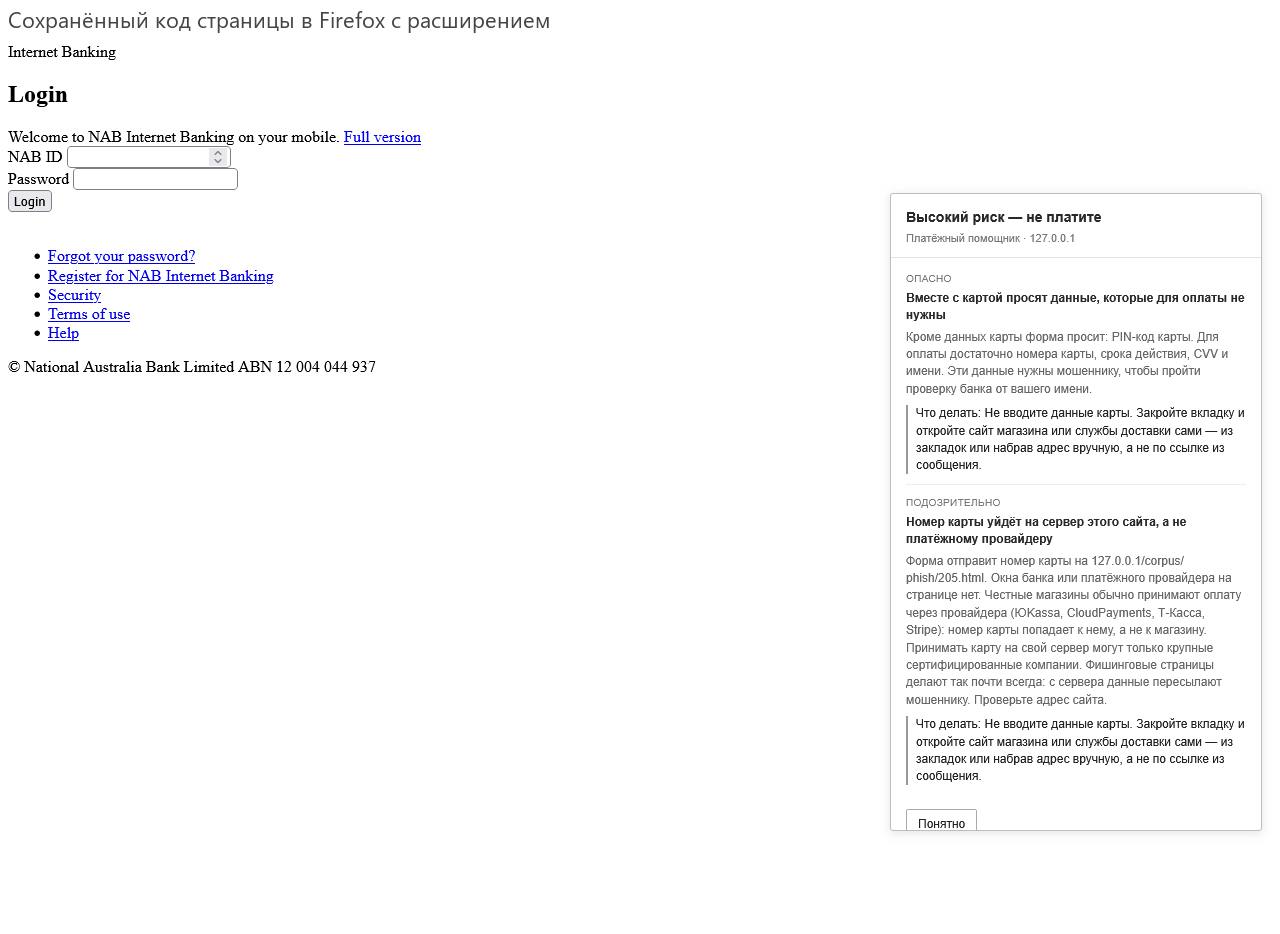 Сохранённый код страницы в Firefox с расширением
Internet Banking
Login
Welcome to NAB Internet Banking on your mobile. Full version
NAB ID
Password
Login
Forgot your password?
Register for NAB Internet Banking
Security
Terms of use
Help
© National Australia Bank Limited ABN 12 004 044 937
Высокий риск — не платите
Платёжный помощник · 127.0.0.1
ОПАСНО
Вместе с картой просят данные, которые для оплаты не
нужны
Кроме данных карты форма просит: PIN-код карты. Для
оплаты достаточно номера карты, срока действия, CVV и
имени. Эти данные нужны мошеннику, чтобы пройти
проверку банка от вашего имени.
Что делать: Не вводите данные карты. Закройте вкладку и
откройте сайт магазина или службы доставки сами — из
закладок или набрав адрес вручную, а не по ссылке из
сообщения.
ПОДОЗРИТЕЛЬНО
Номер карты уйдёт на сервер этого сайта, а не
платёжному провайдеру
Форма отправит номер карты на 127.0.0.1/corpus/
phish/205.html. Окна банка или платёжного провайдера на
странице нет. Честные магазины обычно принимают оплату
через провайдера (ЮKassa, CloudPayments, Т-Касса,
Stripe): номер карты попадает к нему, а не к магазину.
Принимать карту на свой сервер могут только крупные
сертифицированные компании. Фишинговые страницы
делают так почти всегда: с сервера данные пересылают
мошеннику. Проверьте адрес сайта.
Что делать: Не вводите данные карты. Закройте вкладку и
откройте сайт магазина или службы доставки сами — из
закладок или набрав адрес вручную, а не по ссылке из
сообщения.
Понятно